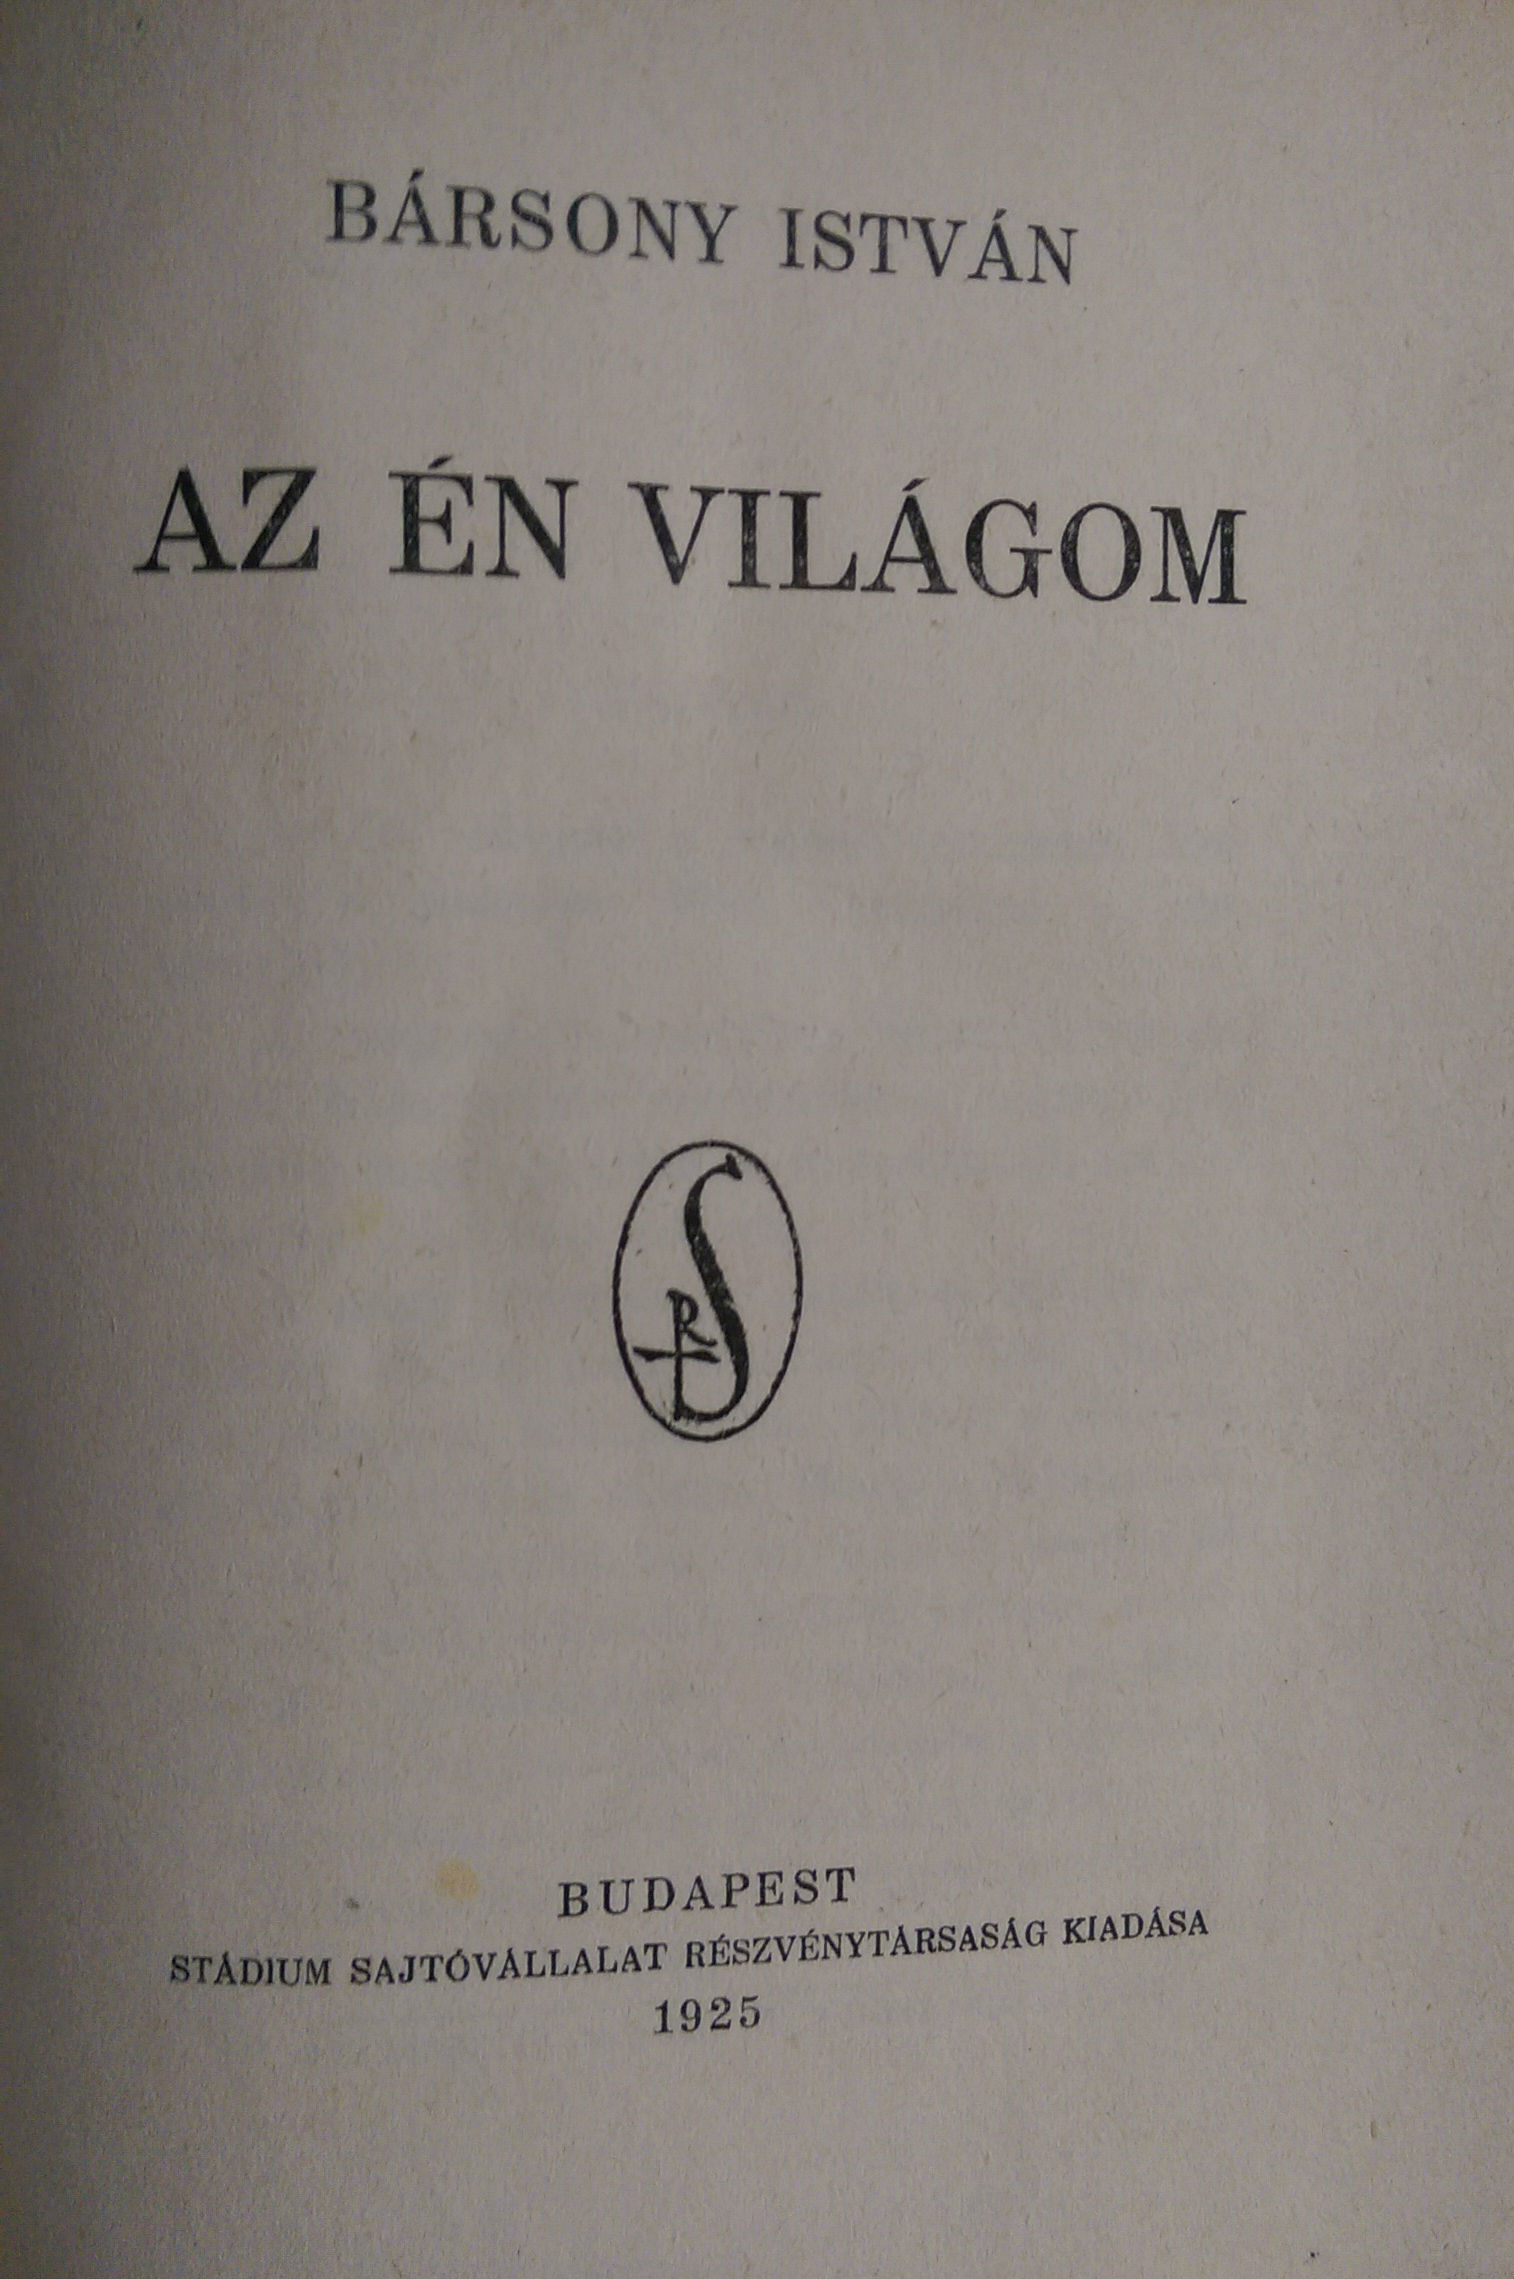 BÁRSONY ISTVÁN
AZ ÉN VILÁGOM
S
R
BUDAPEST
STÁDIUM SAJTÓVÁLLALAT RÉSZVÉNYTÁRSASÁG KIADÁSA
1925